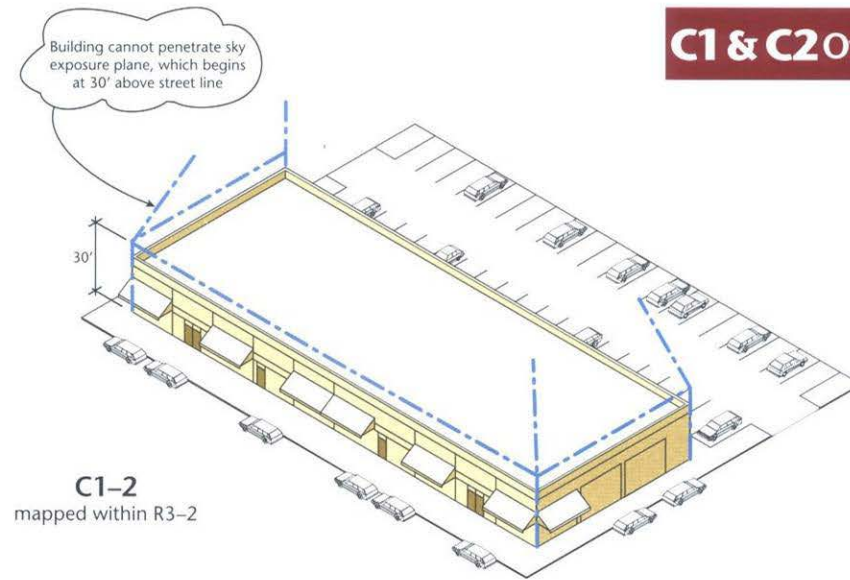 Building cannot penetrate sky
exposure plane, which begins
at 30' above street line
C1 & C2
30'
C1–2
mapped within R3–2